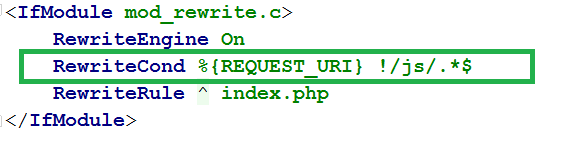 <IfModule mod_rewrite.c>
RewriteEngine On
RewriteCond %{REQUEST_URI} !/js/.*$
RewriteRule ^ index.php
</IfModule>